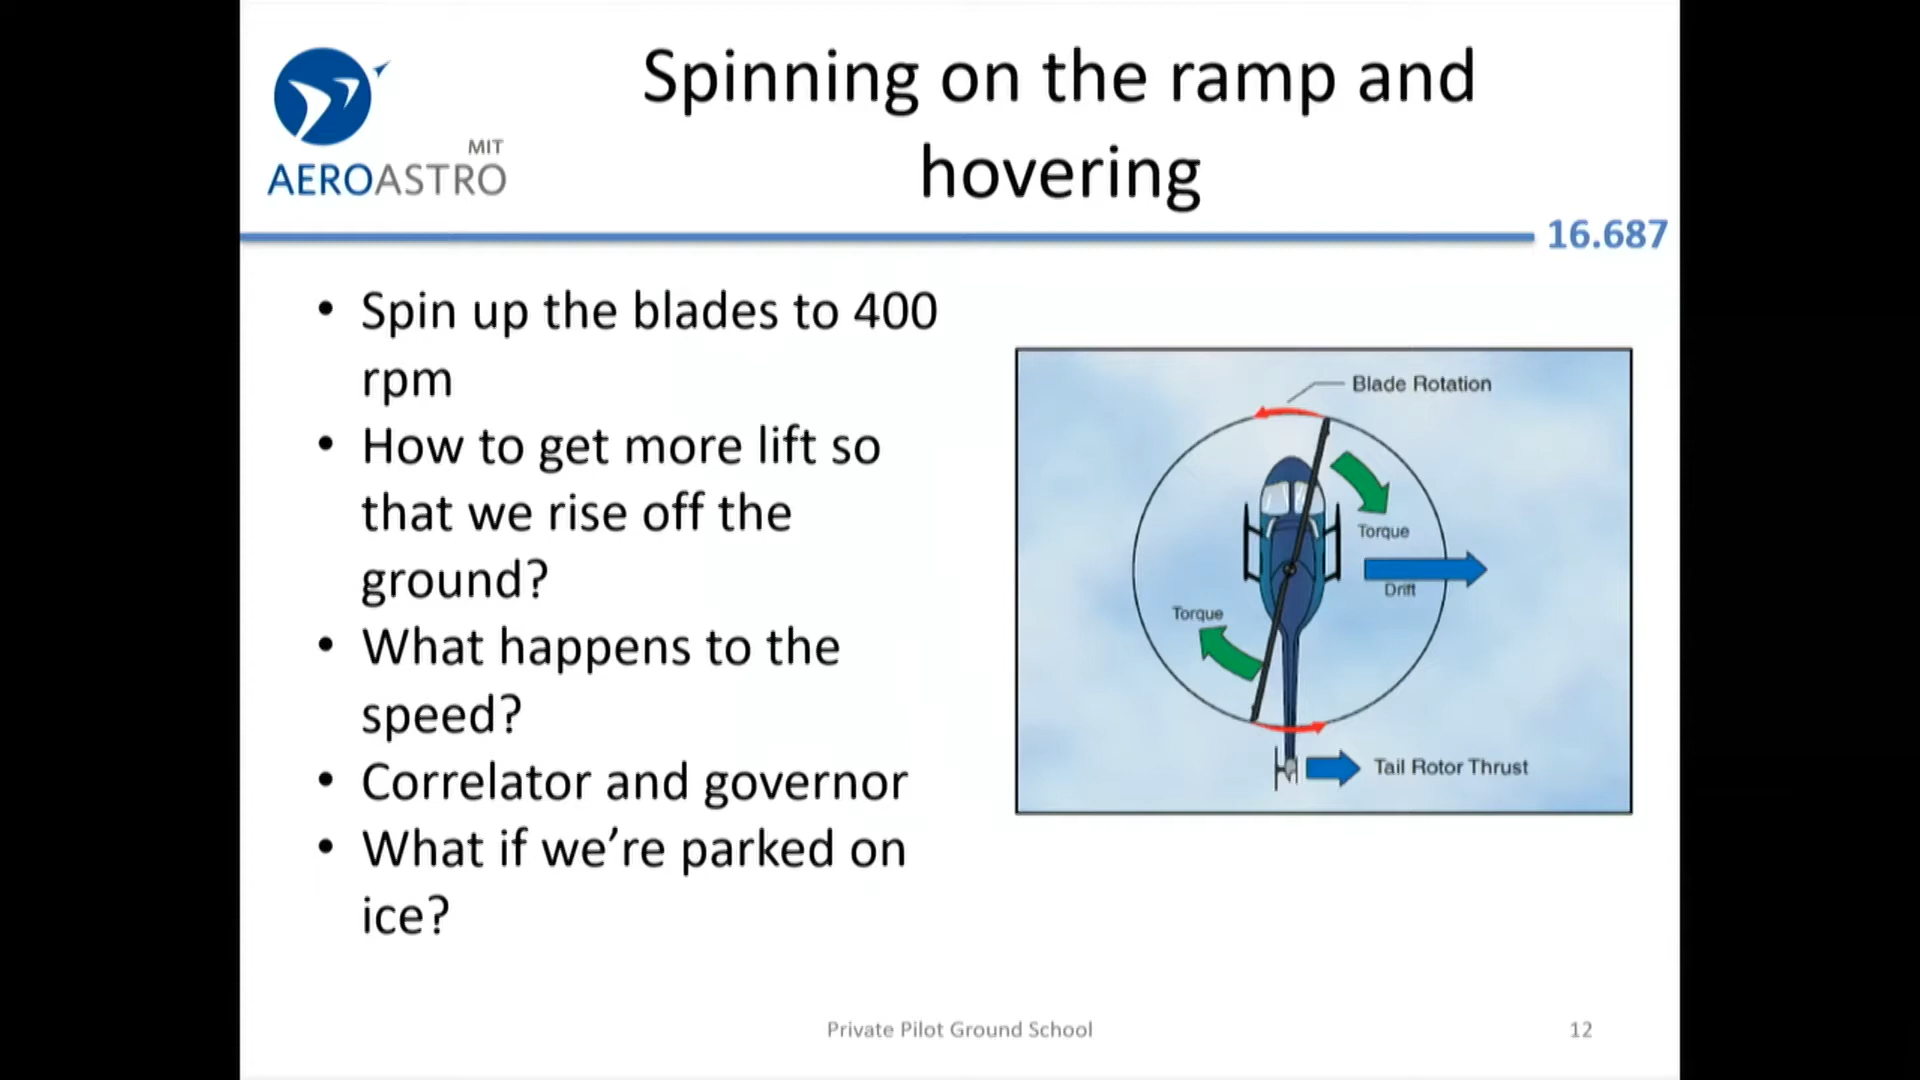 MIT
AEROASTRO
Spinning on the ramp and
hovering
16.687
• Spin up the blades to 400
rpm
• How to get more lift so
that we rise off the
ground?
• What happens to the
speed?
• Correlator and governor
• What if we’re parked on
ice?
Blade Rotation
Torque
Drift
Torque
Tail Rotor Thrust
Private Pilot Ground School
12